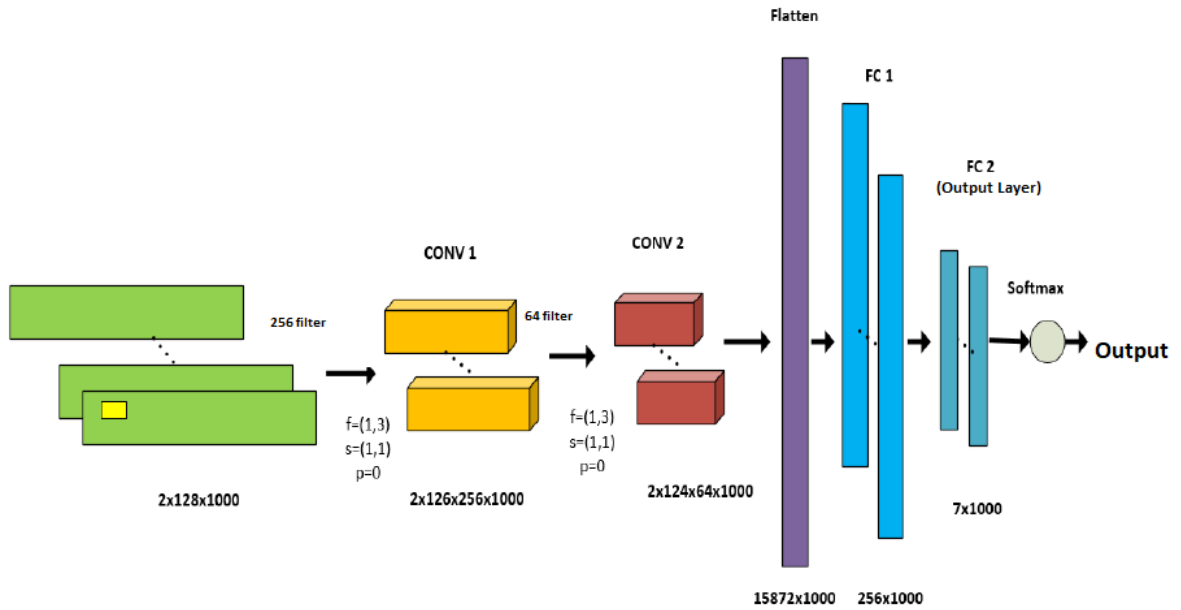 Flatten
FC 1
FC 2
(Output Layer)
CONV 1
CONV 2
Softmax
256 filter
64 filter
Output
f=(1,3)
s=(1,1)
p=0
f=(1,3)
s=(1,1)
p=0
2x128x1000
2x126x256x1000
2x124x64x1000
7x1000
15872x1000
256x1000